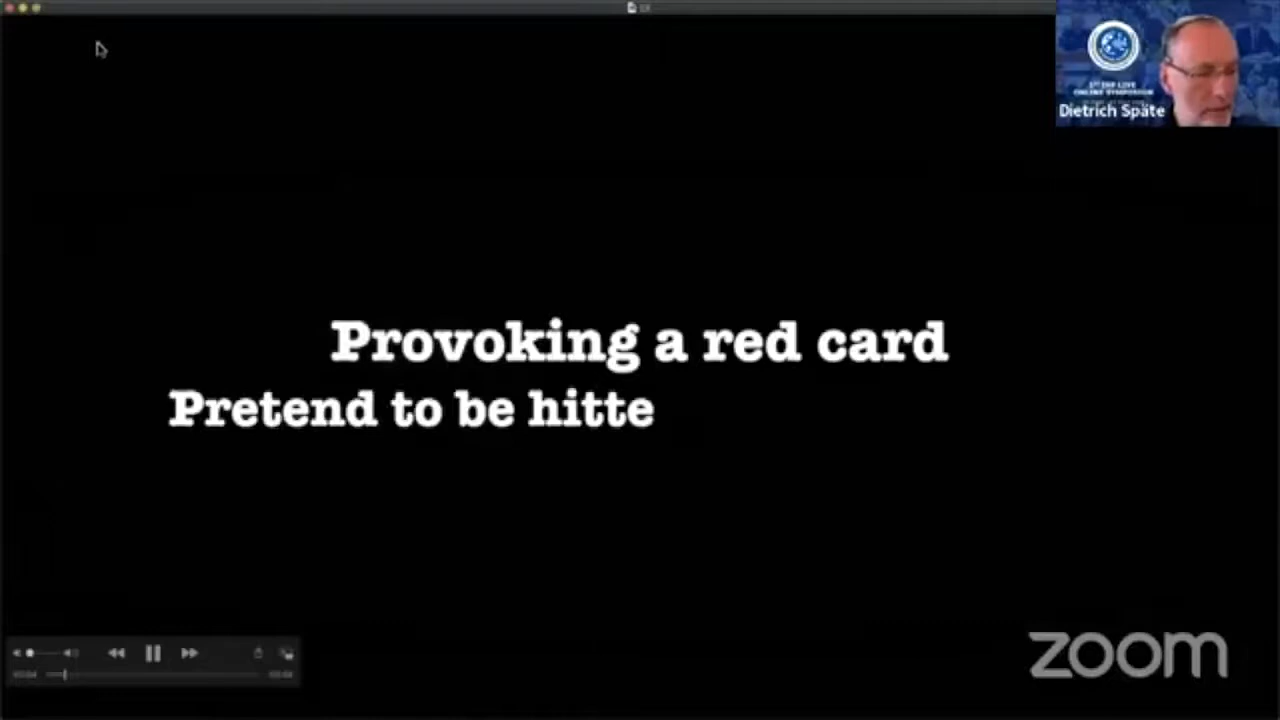 Dietrich Späte
Provoking a red card
Pretend to be hitte
zoom